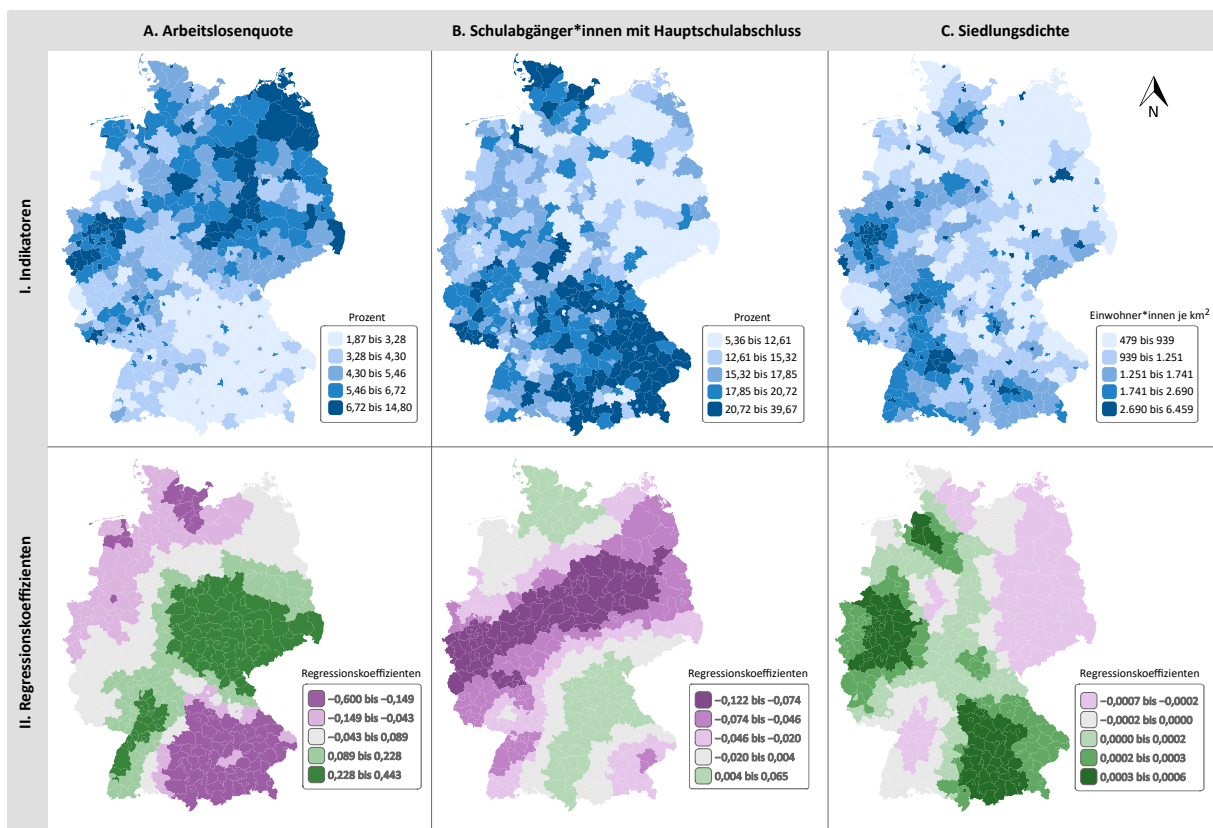 A. Arbeitslosenquote
B. Schulabgänger*innen mit Hauptschulabschluss
C. Siedlungsdichte
I. Indikatoren
Prozent
1,87 bis 3,28
3,28 bis 4,30
4,30 bis 5,46
5,46 bis 6,72
6,72 bis 14,80
Prozent
5,36 bis 12,61
12,61 bis 15,32
15,32 bis 17,85
17,85 bis 20,72
20,72 bis 39,67
N
Einwohner*innen je km²
479 bis 939
939 bis 1.251
1.251 bis 1.741
1.741 bis 2.690
2.690 bis 6.459
II. Regressionskoeffizienten
Regressionskoeffizienten
−0,600 bis −0,149
−0,149 bis −0,043
−0,043 bis 0,089
0,089 bis 0,228
0,228 bis 0,443
Regressionskoeffizienten
−0,122 bis −0,074
−0,074 bis −0,046
−0,046 bis −0,020
−0,020 bis 0,004
0,004 bis 0,065
Regressionskoeffizienten
−0,0007 bis −0,0002
−0,0002 bis 0,0000
0,0000 bis 0,0002
0,0002 bis 0,0003
0,0003 bis 0,0006